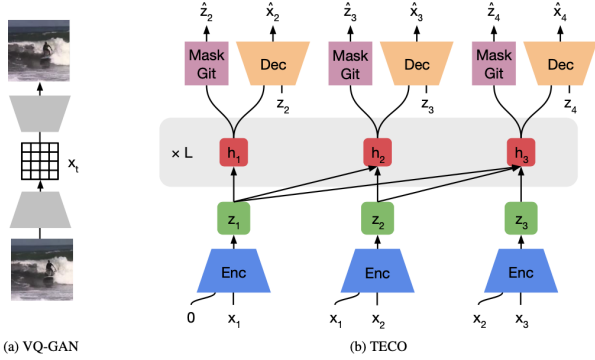 ẑ₂ x̂₂ ẑ₃ x̂₃ ẑ₄ x̂₄
Mask Git Dec Mask Git Dec Mask Git Dec
z₂ z₃ z₄
× L h₁ h₂ h₃
xₜ
z₁ z₂ z₃
Enc Enc Enc
0 x₁ x₁ x₂ x₂ x₃
(a) VQ-GAN (b) TECO